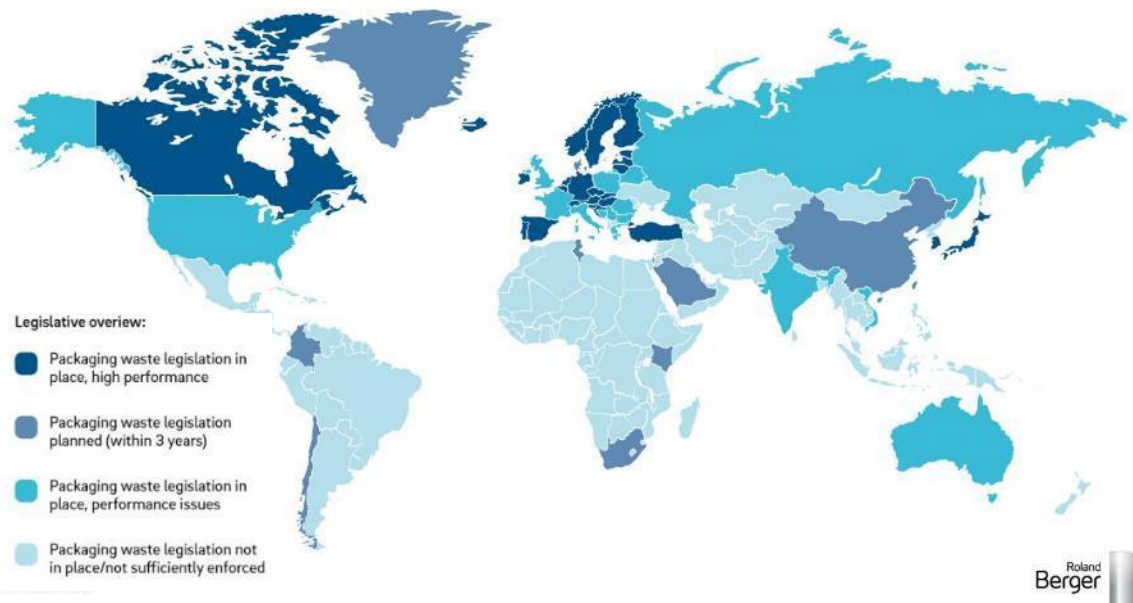 Legislative overiew:
Packaging waste legislation in
place, high performance
Packaging waste legislation
planned (within 3 years)
Packaging waste legislation in
place, performance issues
Packaging waste legislation not
in place/not sufficiently enforced
Roland
Berger